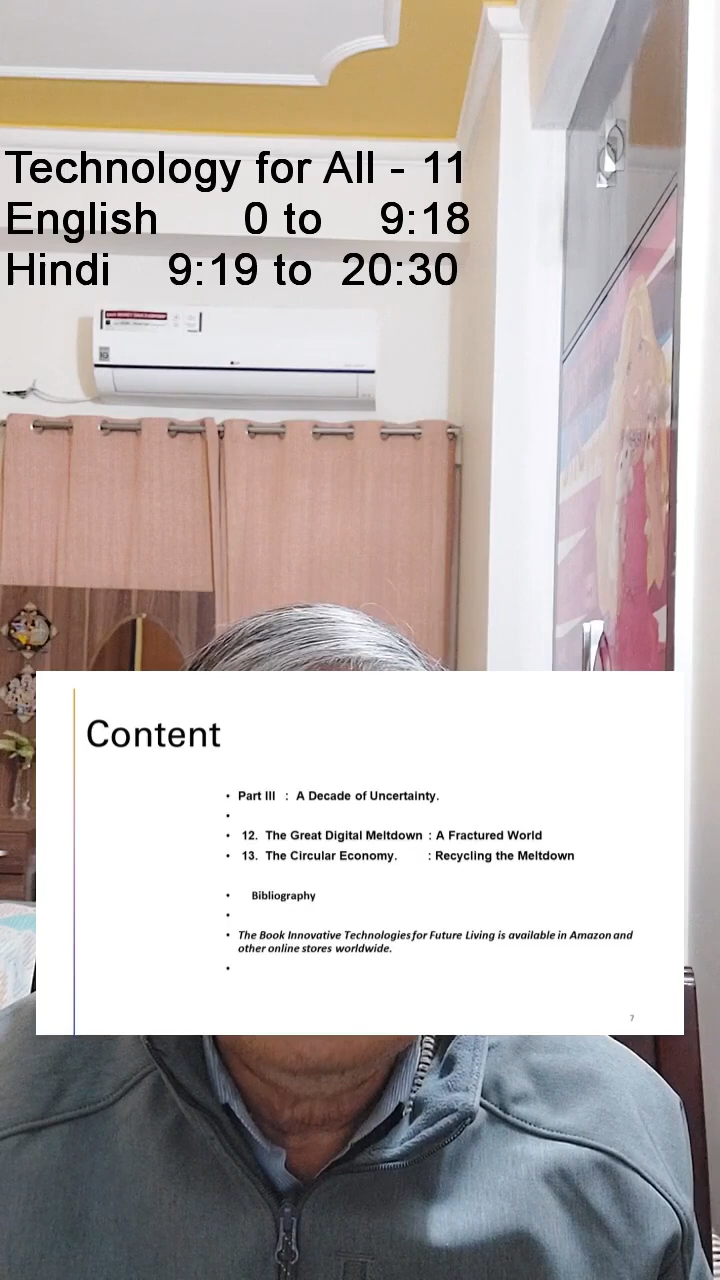 Technology for All - 11
English 0 to 9:18
Hindi 9:19 to 20:30
LG
Content
• Part III : A Decade of Uncertainty.
•
• 12. The Great Digital Meltdown : A Fractured World
• 13. The Circular Economy. : Recycling the Meltdown
• Bibliography
•
• The Book Innovative Technologies for Future Living is available in Amazon and
other online stores worldwide.
•
7